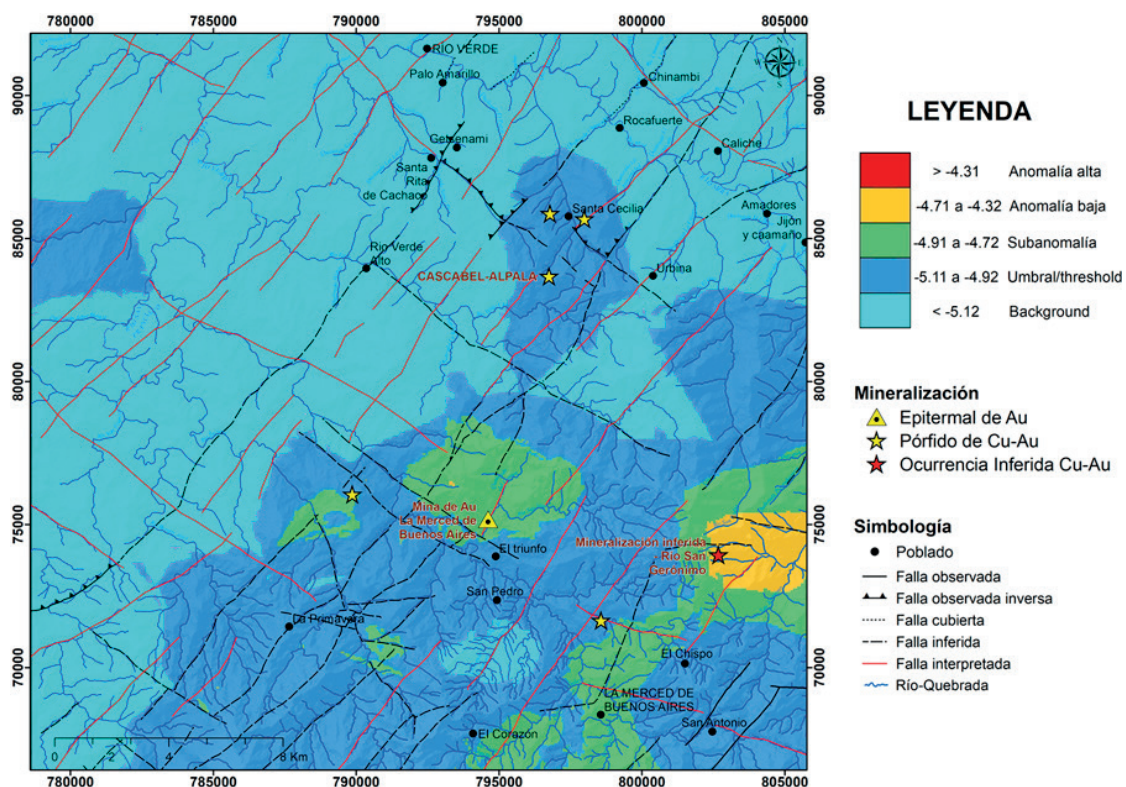 780000 785000 790000 795000 800000 805000
90000
85000
80000
75000
70000
90000
85000
80000
75000
70000
RÍO VERDE
Palo Amarillo
Chinambi
Rocafuerte
Getsenami
Caliche
Santa
Rita
de Cachaco
Santa Cecilia
Amadores
Jijón
y caamaño
Rio Verde
Alto
CASCABEL-ALPALA
Urbina
Mina de Au
La Merced de
Buenos Aires
El triunfo
Mineralización inferida
- Río San
Gerónimo
San Pedro
La Primavera
El Chispo
LA MERCED DE
BUENOS AIRES
San Antonio
El Corazón
0 2 4 8 Km
780000 785000 790000 795000 800000 805000
LEYENDA
> -4.31 Anomalía alta
-4.71 a -4.32 Anomalía baja
-4.91 a -4.72 Subanomalía
-5.11 a -4.92 Umbral/threshold
< -5.12 Background
Mineralización
Epitermal de Au
Pórfido de Cu-Au
Ocurrencia Inferida Cu-Au
Simbología
Poblado
Falla observada
Falla observada inversa
Falla cubierta
Falla inferida
Falla interpretada
Río-Quebrada